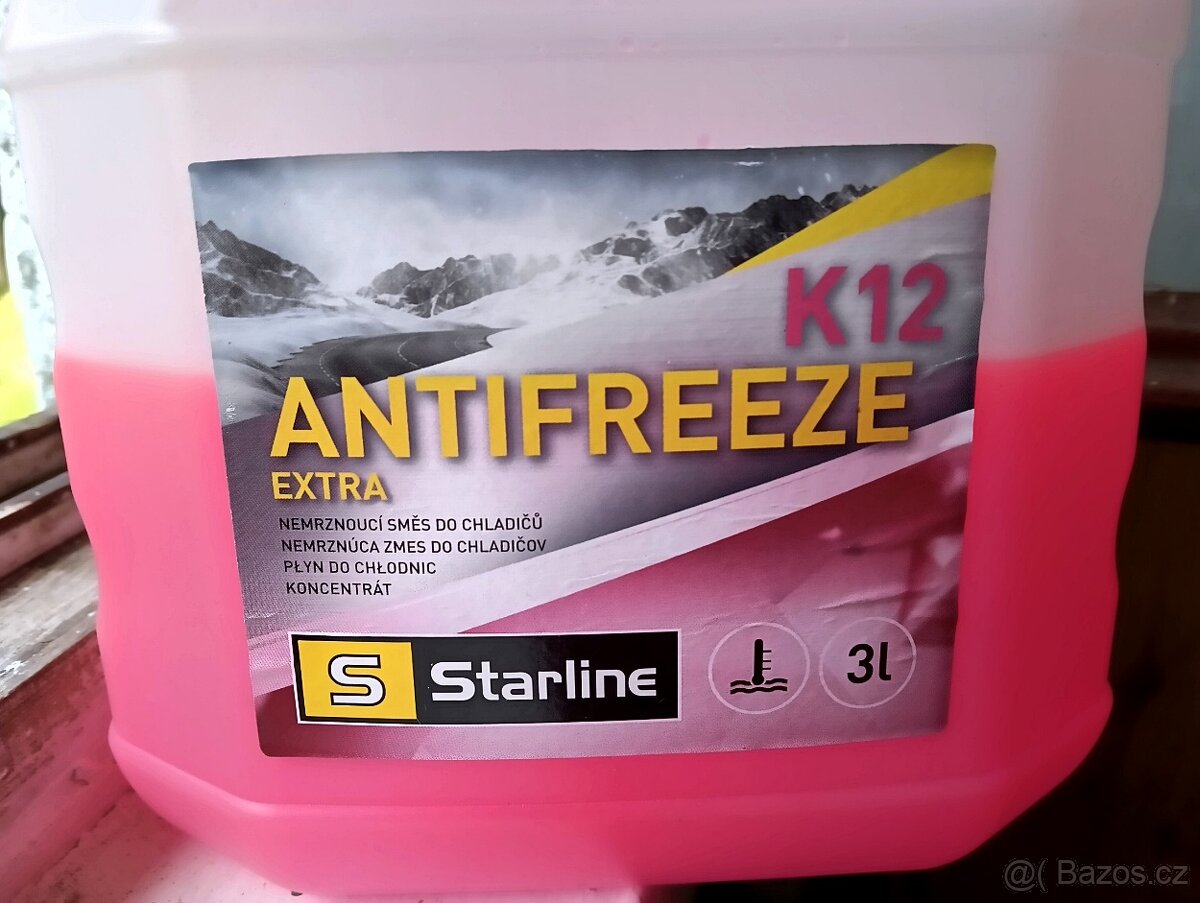 K12
ANTIFREEZE
EXTRA
NEMRZNOUCÍ SMĚS DO CHLADIČŮ
NEMRZNÚCA ZMES DO CHLADIČOV
PŁYN DO CHŁODNIC
KONCENTRÁT
S Starline
3l
@( Bazos.cz